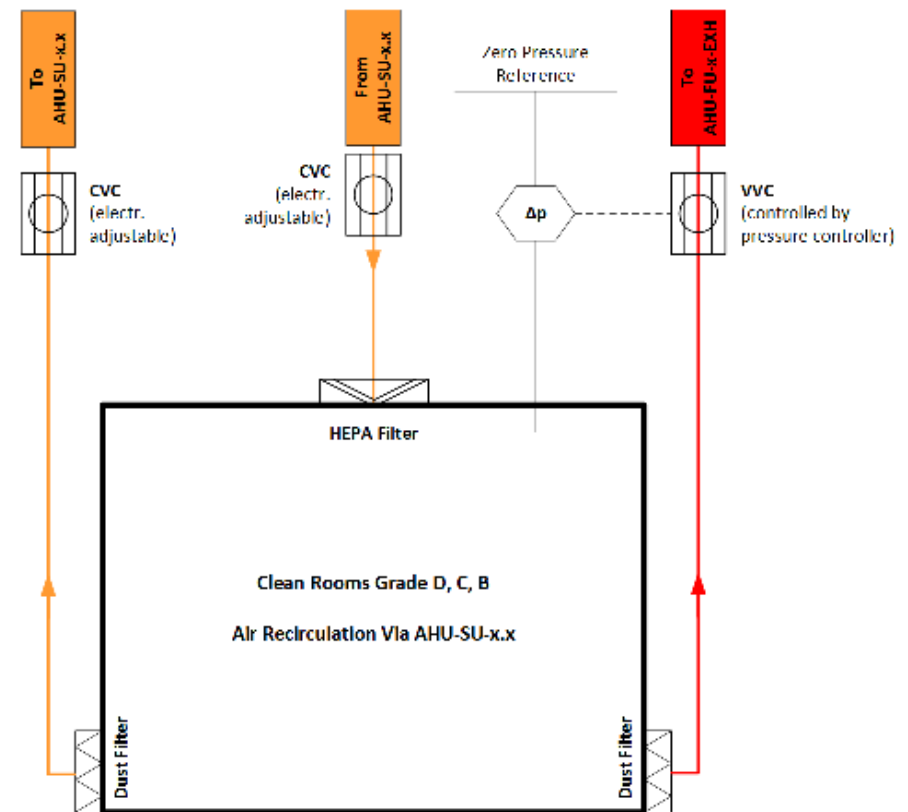 To
AHU-SU-x.x
From
AHU-SU-x.x
Zero Pressure
Reference
To
AHU-FU-x-EXH
CVC
(electr.
adjustable)
CVC
(electr.
adjustable)
Δp
VVC
(controlled by
pressure controller)
HEPA Filter
Clean Rooms Grade D, C, B
Air Recirculation Via AHU-SU-x.x
Dust Filter
Dust Filter